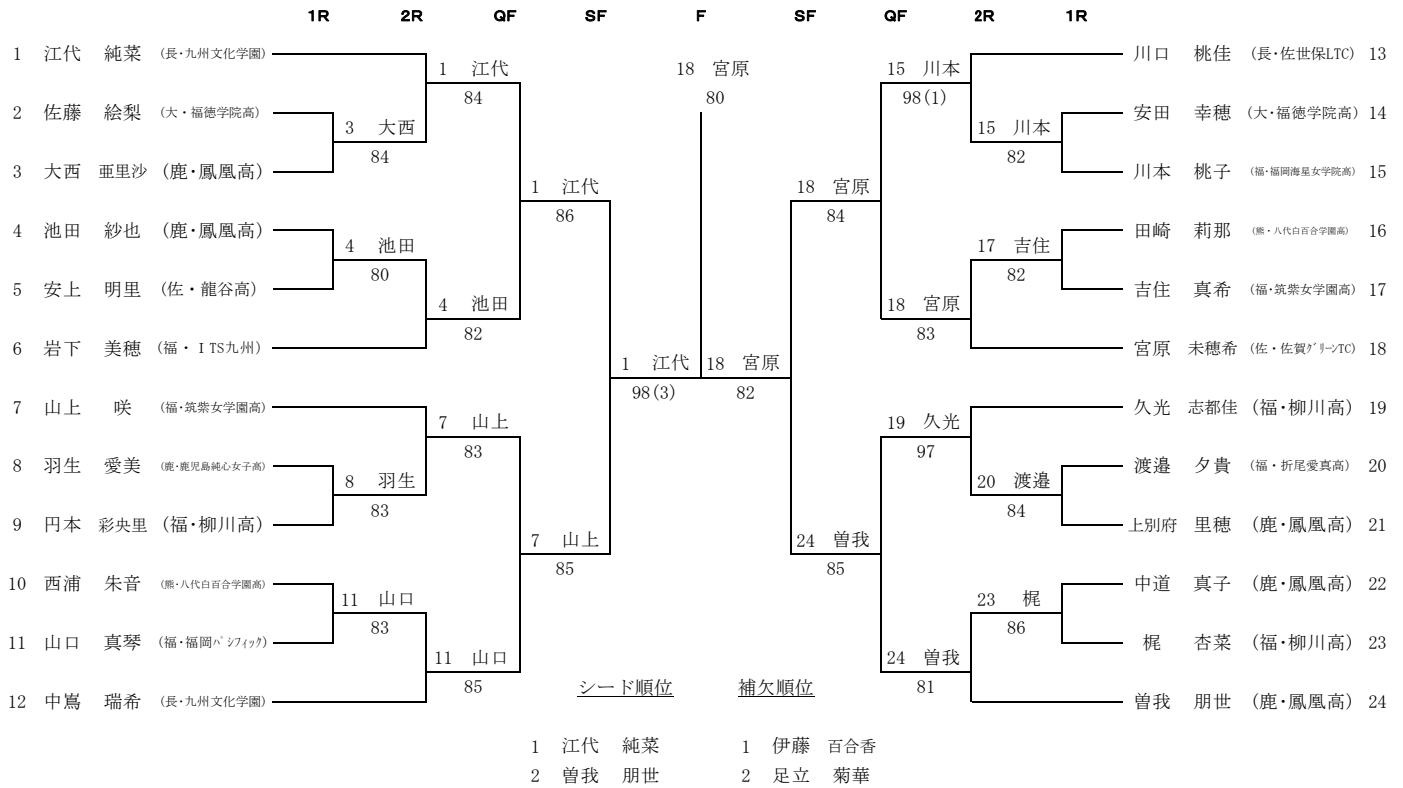 1R 2R QF SF F SF QF 2R 1R
1 江代 純菜 (長・九州文化学園)
2 佐藤 絵梨 (大・福徳学院高)
3 大西 亜里沙 (鹿・鳳凰高)
4 池田 紗也 (鹿・鳳凰高)
5 安上 明里 (佐・龍谷高)
6 岩下 美穂 (福・ITS九州)
7 山上 咲 (福・筑紫女学園高)
8 羽生 愛美 (鹿・鹿児島純心女子高)
9 円本 彩央里 (福・柳川高)
10 西浦 朱音 (熊・八代白百合学園高)
11 山口 真琴 (福・福岡パシフィック)
12 中嶌 瑞希 (長・九州文化学園)
3 大西
84
4 池田
80
8 羽生
83
11 山口
83
1 江代
84
4 池田
82
7 山上
83
11 山口
85
1 江代
86
7 山上
85
1 江代
98(3)
18 宮原
80
18 宮原
82
18 宮原
84
24 曽我
85
15 川本
98(1)
18 宮原
83
19 久光
97
24 曽我
81
15 川本
82
17 吉住
82
20 渡邉
84
23 梶
86
川口 桃佳 (長・佐世保LTC) 13
安田 幸穂 (大・福徳学院高) 14
川本 桃子 (福・福岡海星女学院高) 15
田崎 莉那 (熊・八代白百合学園高) 16
吉住 真希 (福・筑紫女学園高) 17
宮原 未穂希 (佐・佐賀グリーンTC) 18
久光 志都佳 (福・柳川高) 19
渡邉 夕貴 (福・折尾愛真高) 20
上別府 里穂 (鹿・鳳凰高) 21
中道 真子 (鹿・鳳凰高) 22
梶 杏菜 (福・柳川高) 23
曽我 朋世 (鹿・鳳凰高) 24
シード順位 補欠順位
1 江代 純菜 1 伊藤 百合香
2 曽我 朋世 2 足立 菊華